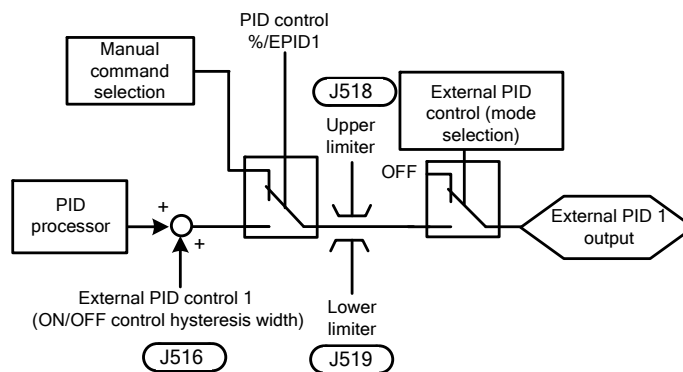 PID control
%/EPID1
Manual
command
selection
J518
Upper
limiter
External PID
control (mode
selection)
OFF
PID
processor
+
+
External PID 1
output
External PID control 1
(ON/OFF control hysteresis width)
J516
Lower
limiter
J519